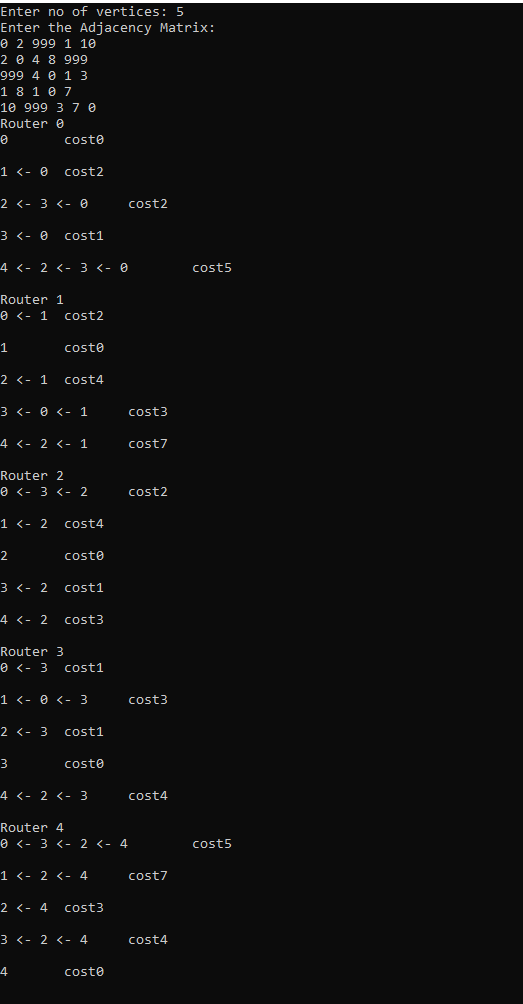 Enter no of vertices: 5
Enter the Adjacency Matrix:
0 2 999 1 10
2 0 4 8 999
999 4 0 1 3
1 8 1 0 7
10 999 3 7 0
Router 0
0       cost0
1 <- 0  cost2
2 <- 3 <- 0     cost2
3 <- 0  cost1
4 <- 2 <- 3 <- 0        cost5
Router 1
0 <- 1  cost2
1       cost0
2 <- 1  cost4
3 <- 0 <- 1     cost3
4 <- 2 <- 1     cost7
Router 2
0 <- 3 <- 2     cost2
1 <- 2  cost4
2       cost0
3 <- 2  cost1
4 <- 2  cost3
Router 3
0 <- 3  cost1
1 <- 0 <- 3     cost3
2 <- 3  cost1
3       cost0
4 <- 2 <- 3     cost4
Router 4
0 <- 3 <- 2 <- 4        cost5
1 <- 2 <- 4     cost7
2 <- 4  cost3
3 <- 2 <- 4     cost4
4       cost0